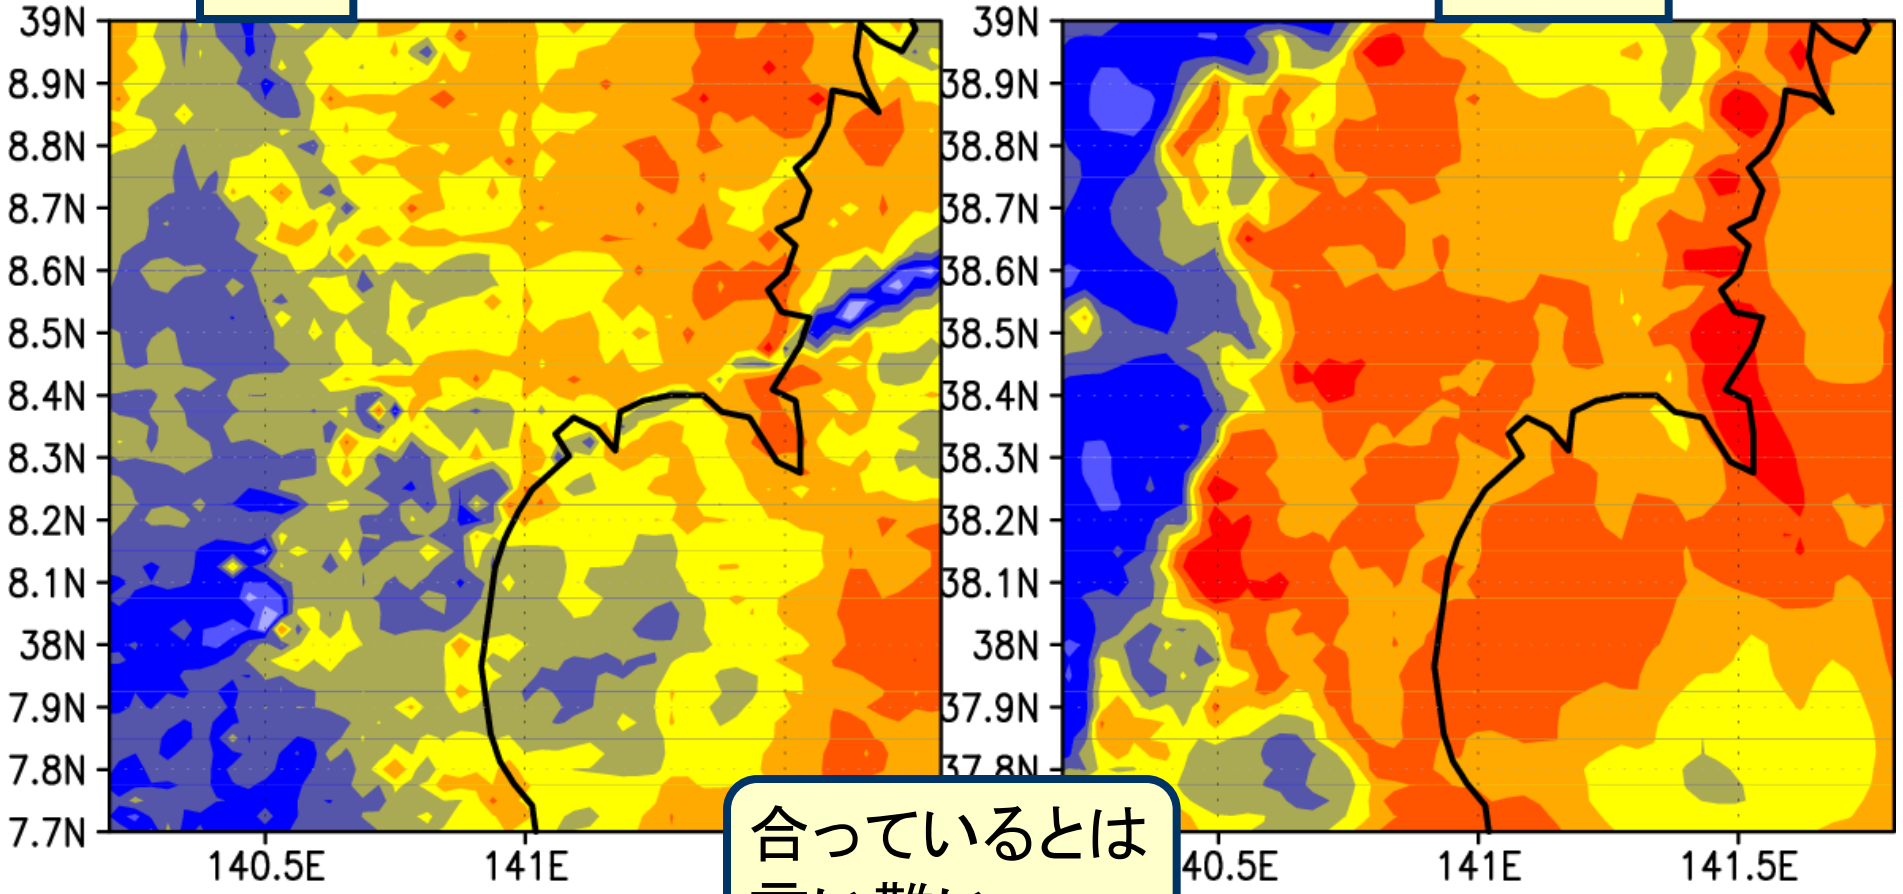 39N
8.9N
8.8N
8.7N
8.6N
8.5N
8.4N
8.3N
8.2N
8.1N
38N
7.9N
7.8N
7.7N
140.5E
141E
39N
38.9N
38.8N
38.7N
38.6N
38.5N
38.4N
38.3N
38.2N
38.1N
38N
37.9N
37.8N
40.5E
141E
141.5E
合っているとは